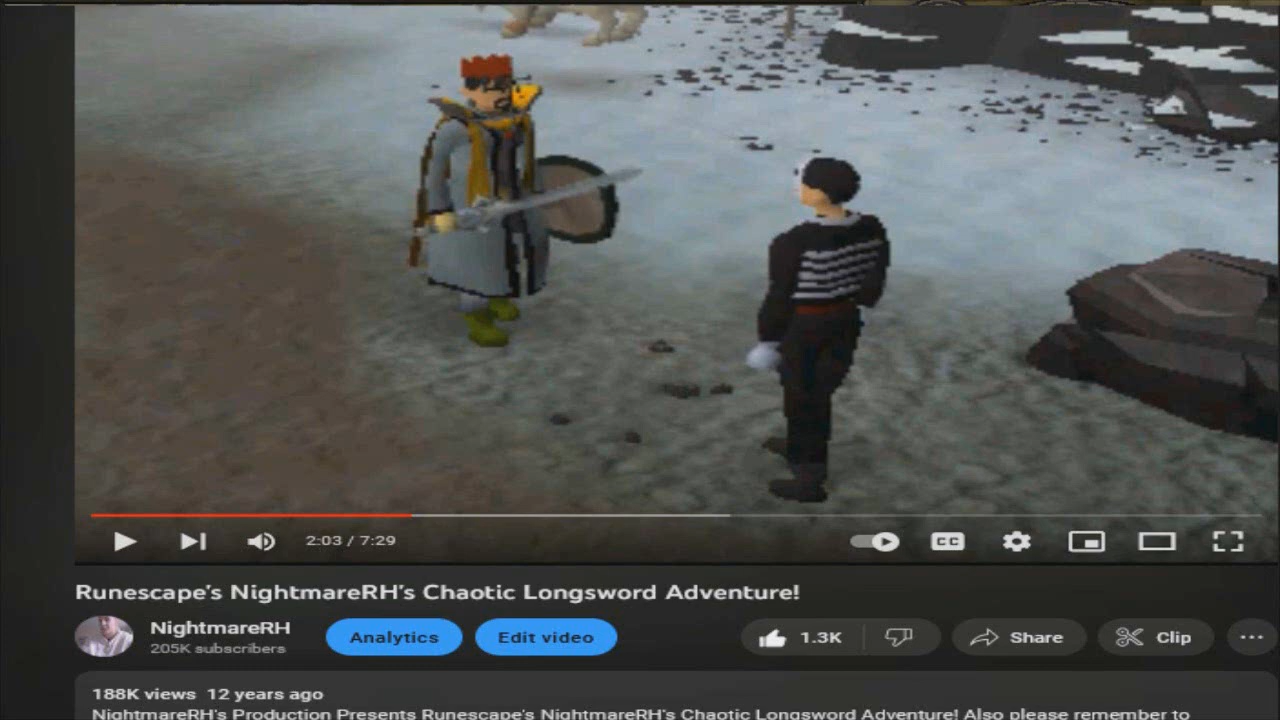 2:03 / 7:29
CC
Runescape's NightmareRH's Chaotic Longsword Adventure!
NightmareRH
205K subscribers
Analytics
Edit video
1.3K
Share
Clip
188K views 12 years ago
NightmareRH's Production Presents Runescape's NightmareRH's Chaotic Longsword Adventure! Also please remember to